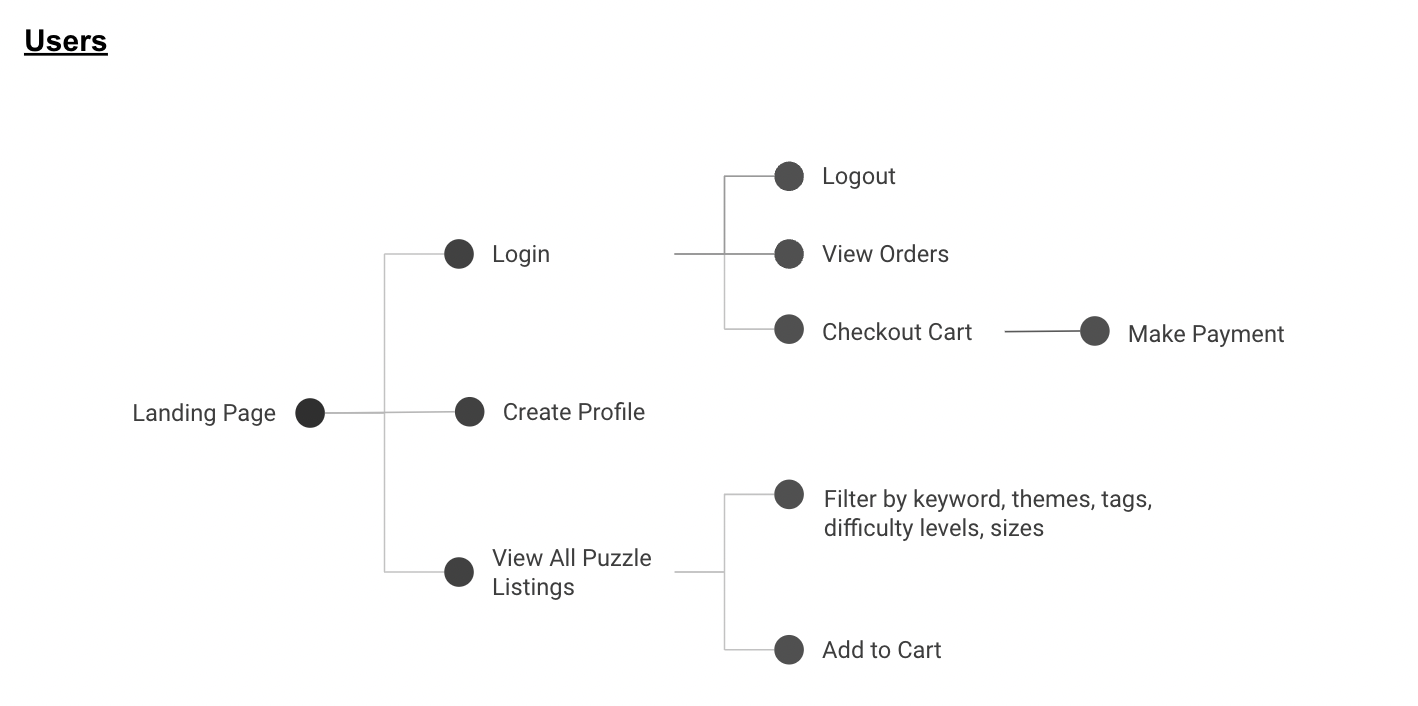 Users
Logout
Login
View Orders
Checkout Cart
Make Payment
Landing Page
Create Profile
Filter by keyword, themes, tags,
difficulty levels, sizes
View All Puzzle
Listings
Add to Cart